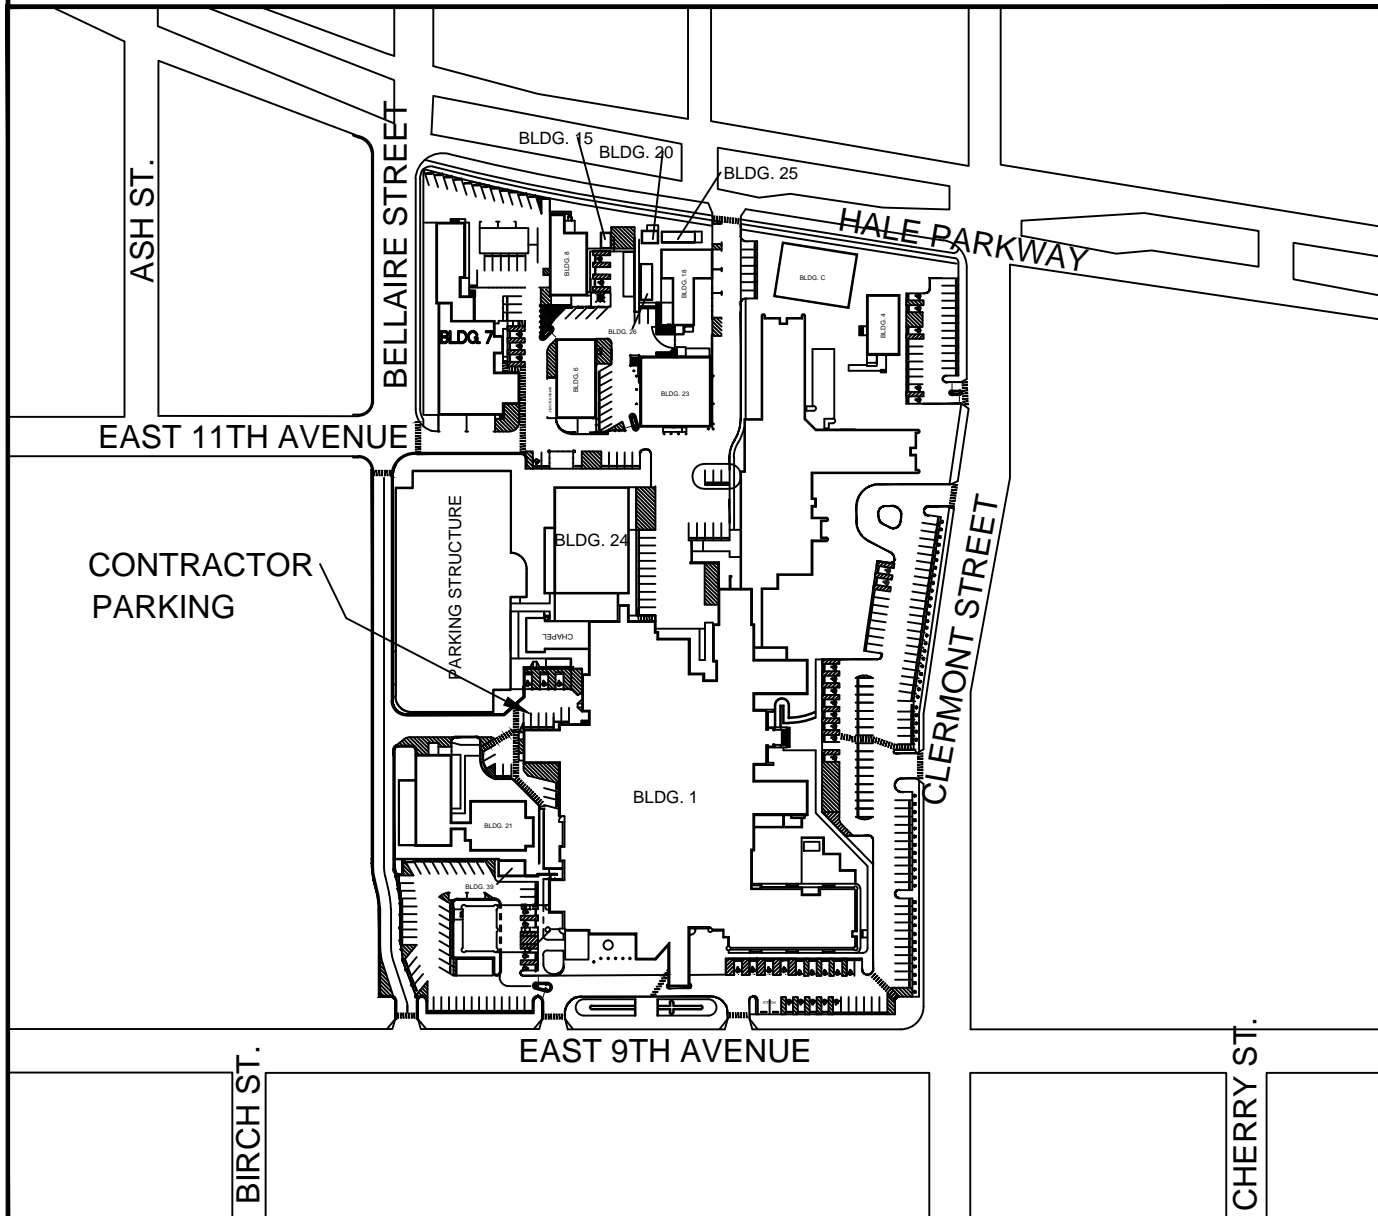 BLDG. 15
BLDG. 20
BLDG. 25
HALE PARKWAY
ASH ST.
BELLAIRE STREET
BLDG. 8
BLDG. 18
BLDG. C
BLDG. 4
BLDG. 7
BLDG. 26
BLDG. 6
BLDG. 23
EAST 11TH AVENUE
PARKING STRUCTURE
BLDG. 24
CLERMONT STREET
CONTRACTOR
PARKING
CHAPEL
BLDG. 1
BLDG. 21
BLDG. 39
EAST 9TH AVENUE
BIRCH ST.
CHERRY ST.